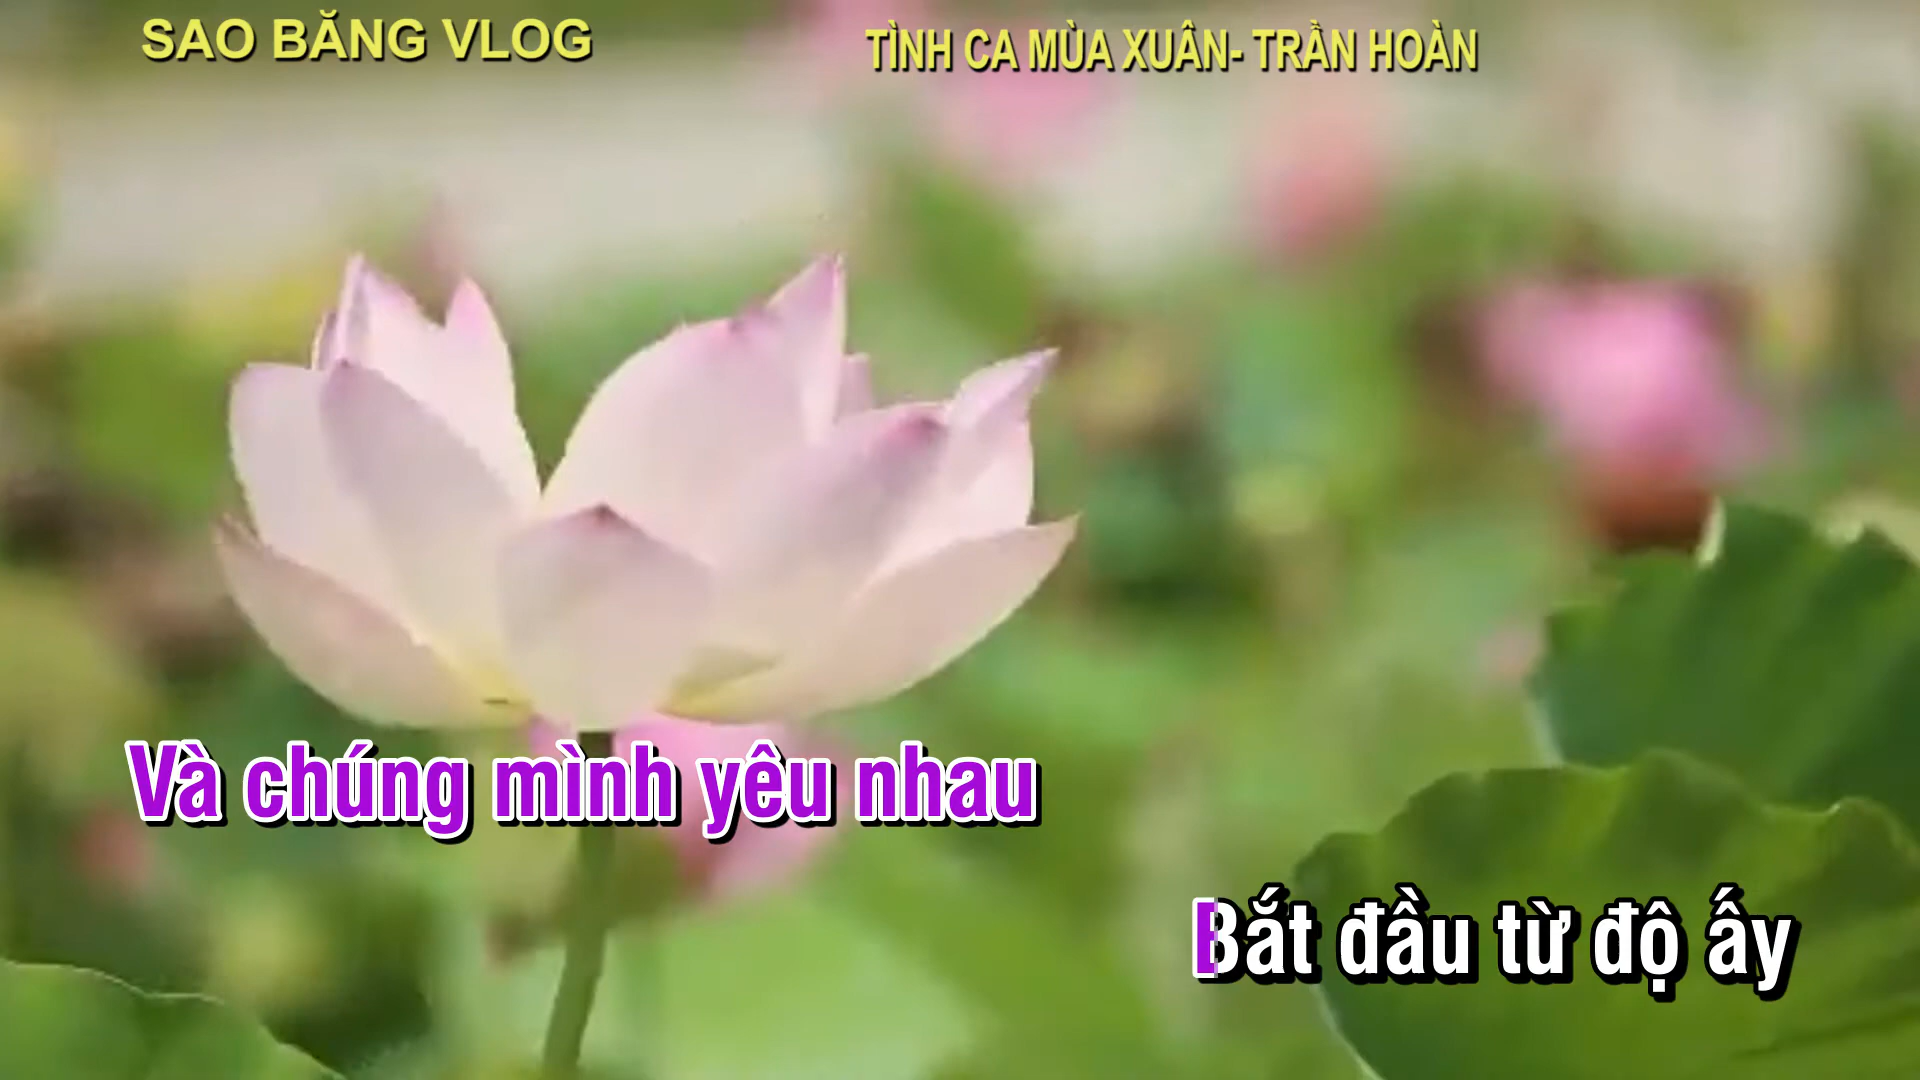 SAO BĂNG VLOG
TÌNH CA MÙA XUÂN- TRẦN HOÀN
Và chúng mình yêu nhau
Bắt đầu từ độ ấy